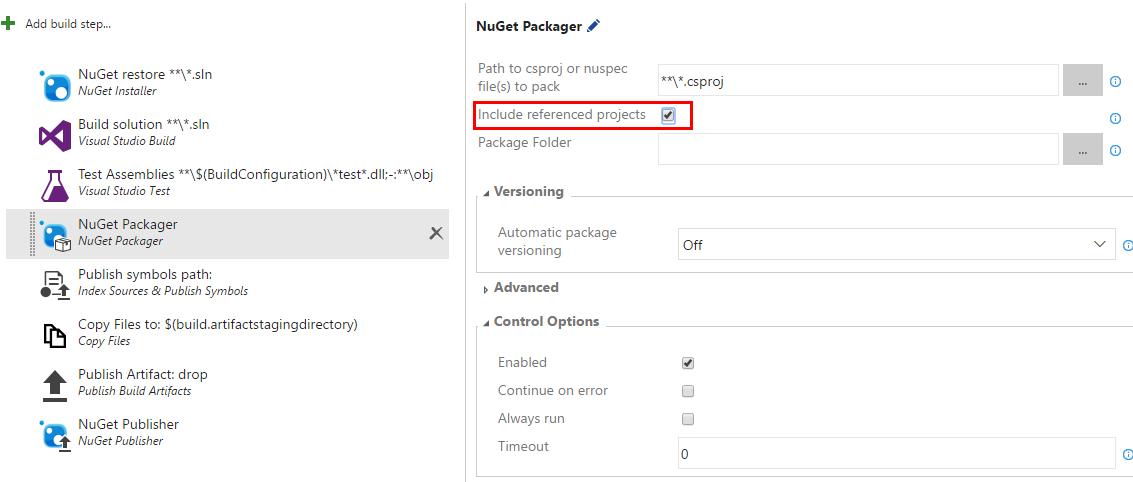 Add build step...
NuGet restore **\*.sln
NuGet Installer
Build solution **\*.sln
Visual Studio Build
Test Assemblies **\$(BuildConfiguration)\*test*.dll;-:**\obj
Visual Studio Test
NuGet Packager
NuGet Packager
Publish symbols path:
Index Sources & Publish Symbols
Copy Files to: $(build.artifactstagingdirectory)
Copy Files
Publish Artifact: drop
Publish Build Artifacts
NuGet Publisher
NuGet Publisher
NuGet Packager
Path to csproj or nuspec
file(s) to pack
**\*.csproj
...
Include referenced projects
Package Folder
...
Versioning
Automatic package
versioning
Off
Advanced
Control Options
Enabled
Continue on error
Always run
Timeout
0